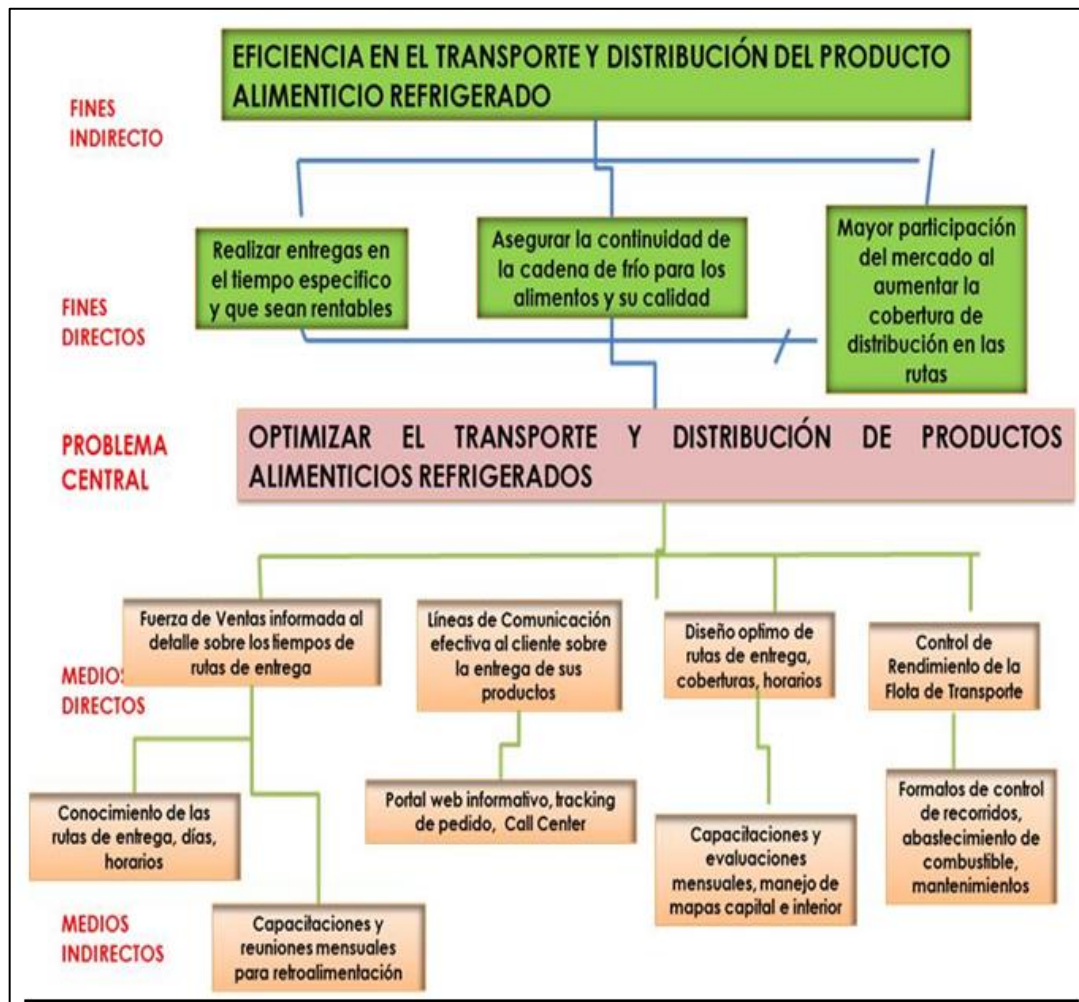 EFICIENCIA EN EL TRANSPORTE Y DISTRIBUCIÓN DEL PRODUCTO
ALIMENTICIO REFRIGERADO
FINES
INDIRECTO
Realizar entregas en
el tiempo especifico
y que sean rentables
Asegurar la continuidad de
la cadena de frío para los
alimentos y su calidad
Mayor participación
del mercado al
aumentar la
cobertura de
distribución en las
rutas
FINES
DIRECTOS
PROBLEMA
CENTRAL
OPTIMIZAR EL TRANSPORTE Y DISTRIBUCIÓN DE PRODUCTOS
ALIMENTICIOS REFRIGERADOS
Fuerza de Ventas informada al
detalle sobre los tiempos de
rutas de entrega
Líneas de Comunicación
efectiva al cliente sobre
la entrega de sus
productos
Diseño optimo de
rutas de entrega,
coberturas, horarios
Control de
Rendimiento de la
Flota de Transporte
MEDIOS
DIRECTOS
Conocimiento de las
rutas de entrega, días,
horarios
Portal web informativo, tracking
de pedido, Call Center
Capacitaciones y
evaluaciones
mensuales, manejo de
mapas capital e interior
Formatos de control
de recorridos,
abastecimiento de
combustible,
mantenimientos
MEDIOS
INDIRECTOS
Capacitaciones y
reuniones mensuales
para retroalimentación